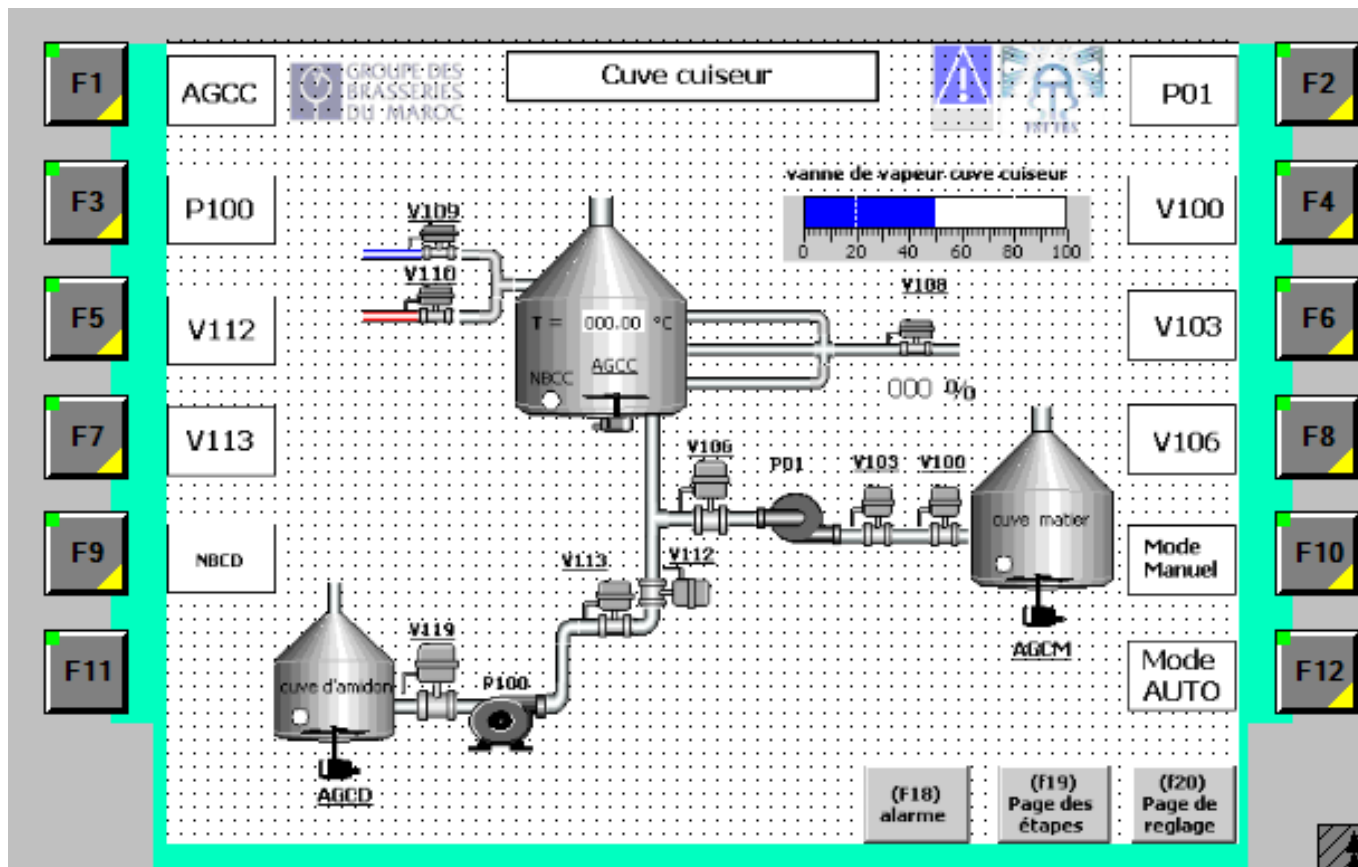 F1
AGCC
GROUPE DES
BRASSERIES
DU MAROC
Cuve cuiseur
P01
F2
F3
P100
vanne de vapeur cuve cuiseur
0 20 40 60 80 100
V100
F4
V109
V110
V108
F5
V112
T = 000.00 °C
AGCC
NBCC
000 %
V103
F6
F7
V113
V106
P01
V103
V100
V106
F8
cuve matier
F9
NBCD
V113
V112
Mode
Manuel
F10
AGCM
F11
V119
cuve d'amidon
P100
AGCD
Mode
AUTO
F12
(F18)
alarme
(f19)
Page des
étapes
(f20)
Page de
reglage